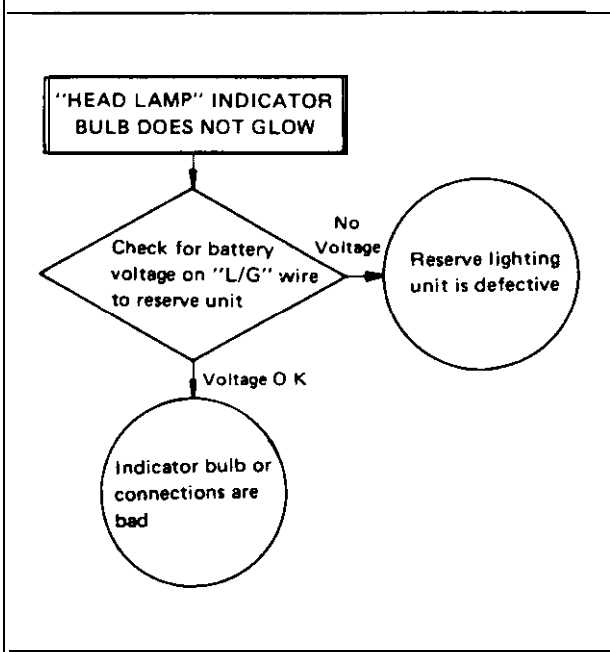 "HEAD LAMP" INDICATOR
BULB DOES NOT GLOW
Check for battery
voltage on "L/G" wire
to reserve unit
No
Voltage
Reserve lighting
unit is defective
Voltage O K
Indicator bulb or
connections are
bad